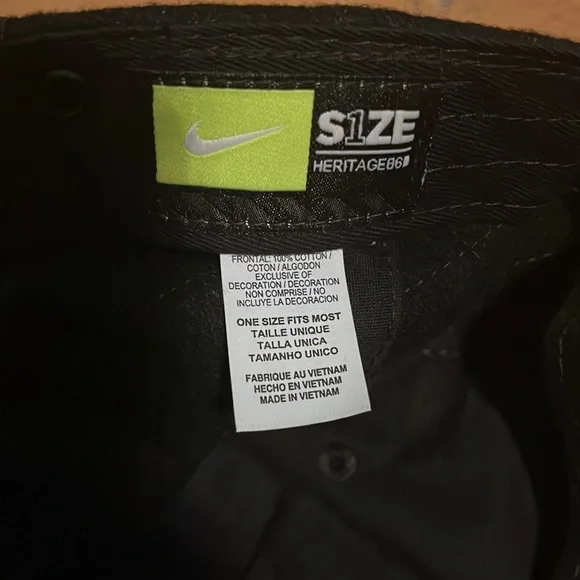 S1ZE
HERITAGE86
FRONTAL: 100% COTTON /
COTON / ALGODON
EXCLUSIVE OF
DECORATION / DECORATION
NON COMPRISE / NO
INCLUYE LA DECORACION
ONE SIZE FITS MOST
TAILLE UNIQUE
TALLA UNICA
TAMANHO UNICO
FABRIQUE AU VIETNAM
HECHO EN VIETNAM
MADE IN VIETNAM